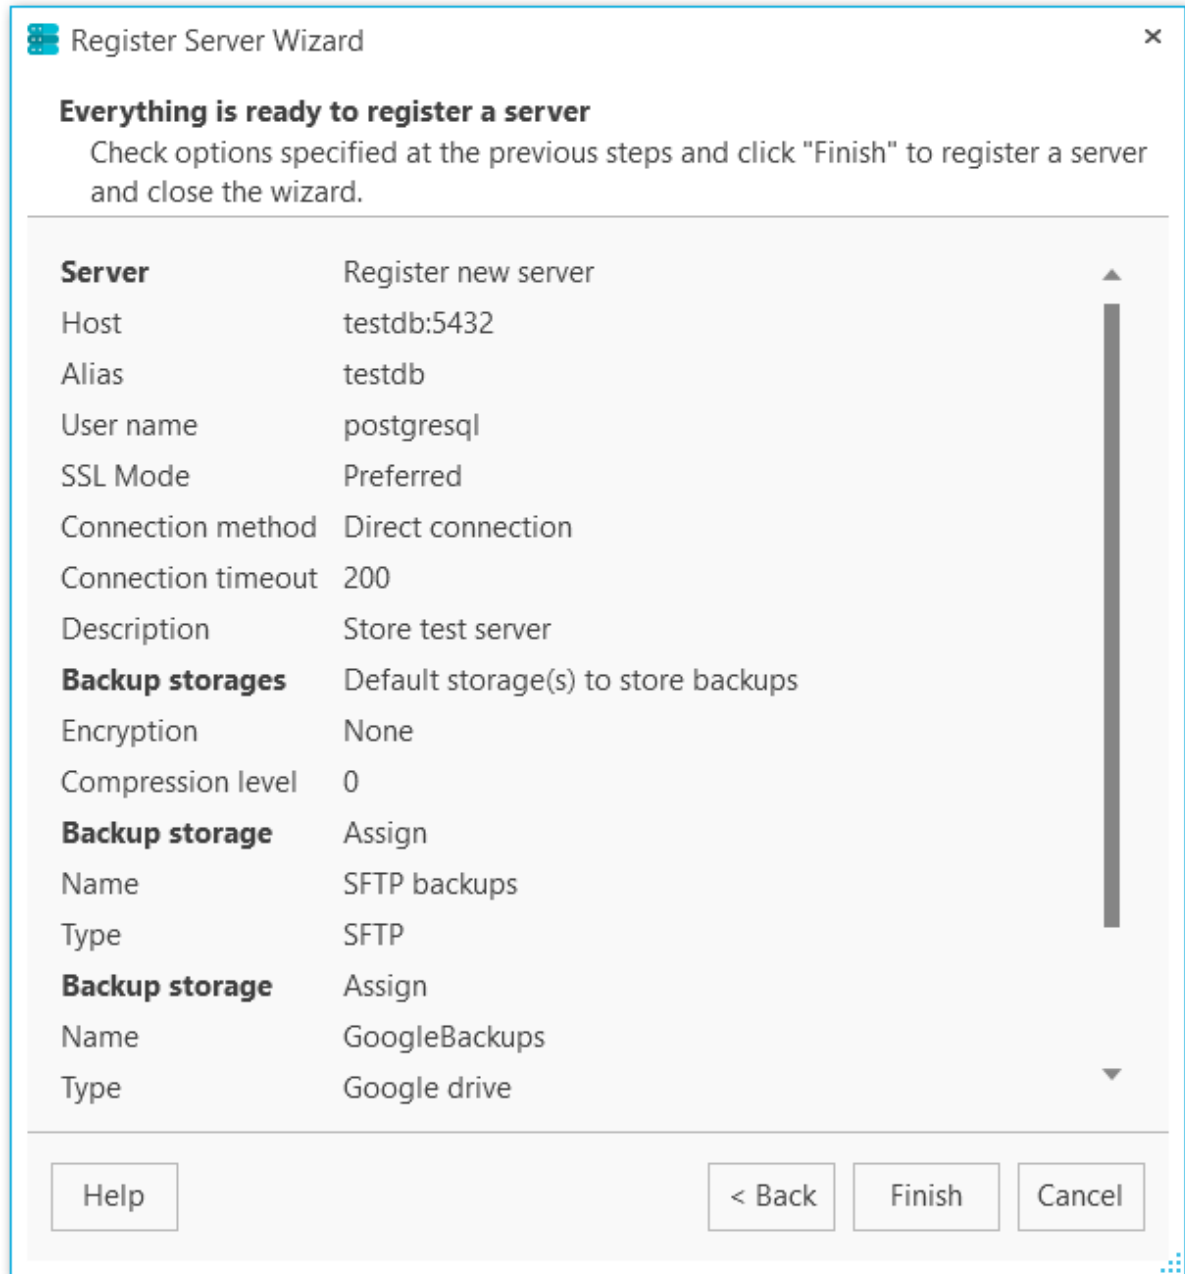 Register Server Wizard ×
Everything is ready to register a server
Check options specified at the previous steps and click "Finish" to register a server
and close the wizard.
Server Register new server
Host testdb:5432
Alias testdb
User name postgresql
SSL Mode Preferred
Connection method Direct connection
Connection timeout 200
Description Store test server
Backup storages Default storage(s) to store backups
Encryption None
Compression level 0
Backup storage Assign
Name SFTP backups
Type SFTP
Backup storage Assign
Name GoogleBackups
Type Google drive
Help < Back Finish Cancel